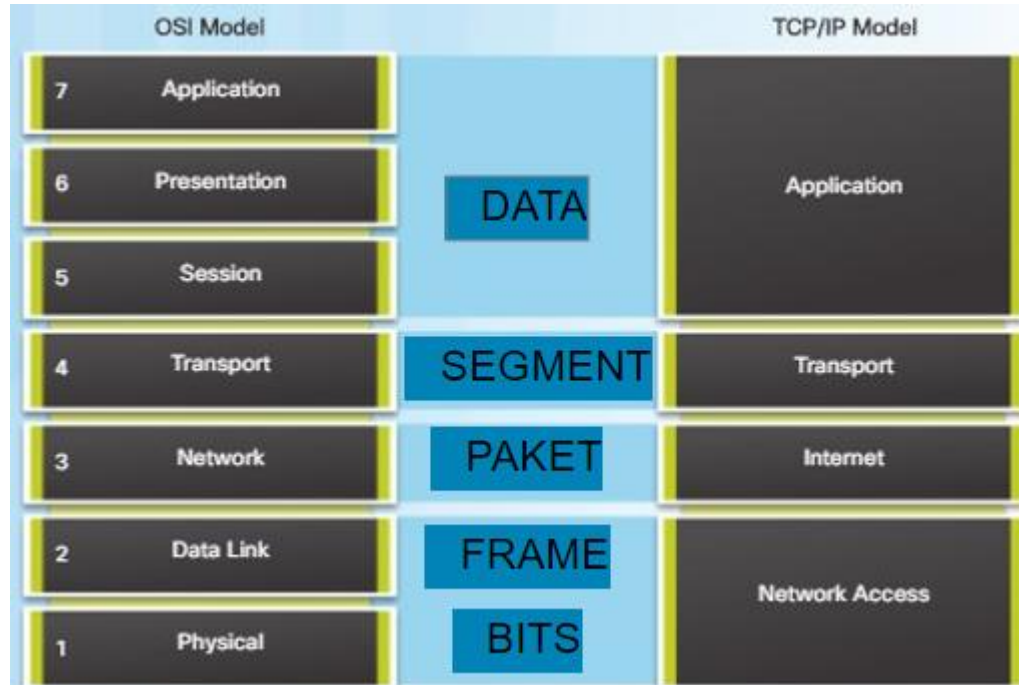 OSI Model
TCP/IP Model
7 Application
6 Presentation
5 Session
DATA
Application
4 Transport
SEGMENT
Transport
3 Network
PAKET
Internet
2 Data Link
FRAME
1 Physical
BITS
Network Access